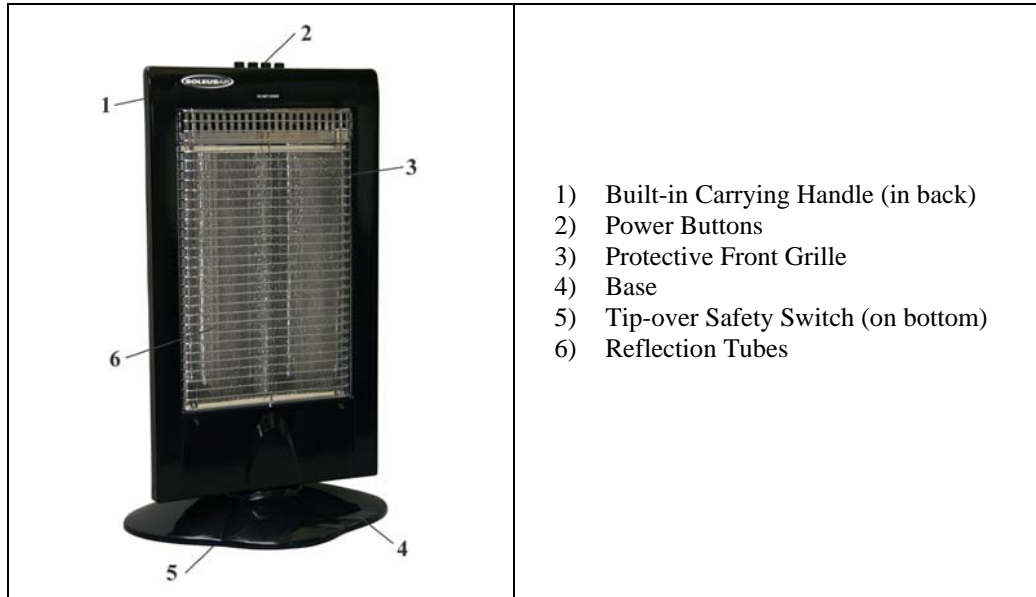 2
SOLEUSAIR
1
3
6
4
5
1) Built-in Carrying Handle (in back)
2) Power Buttons
3) Protective Front Grille
4) Base
5) Tip-over Safety Switch (on bottom)
6) Reflection Tubes